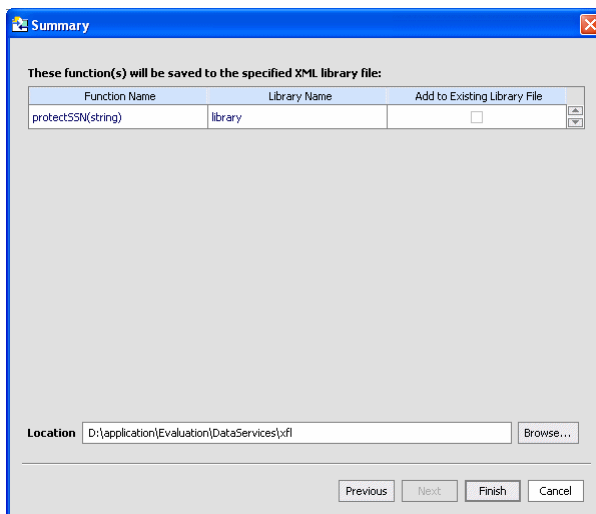 Summary
These function(s) will be saved to the specified XML library file:
Function Name Library Name Add to Existing Library File
protectSSN(string) library
Location D:\application\Evaluation\DataServices\xfl Browse...
Previous Next Finish Cancel